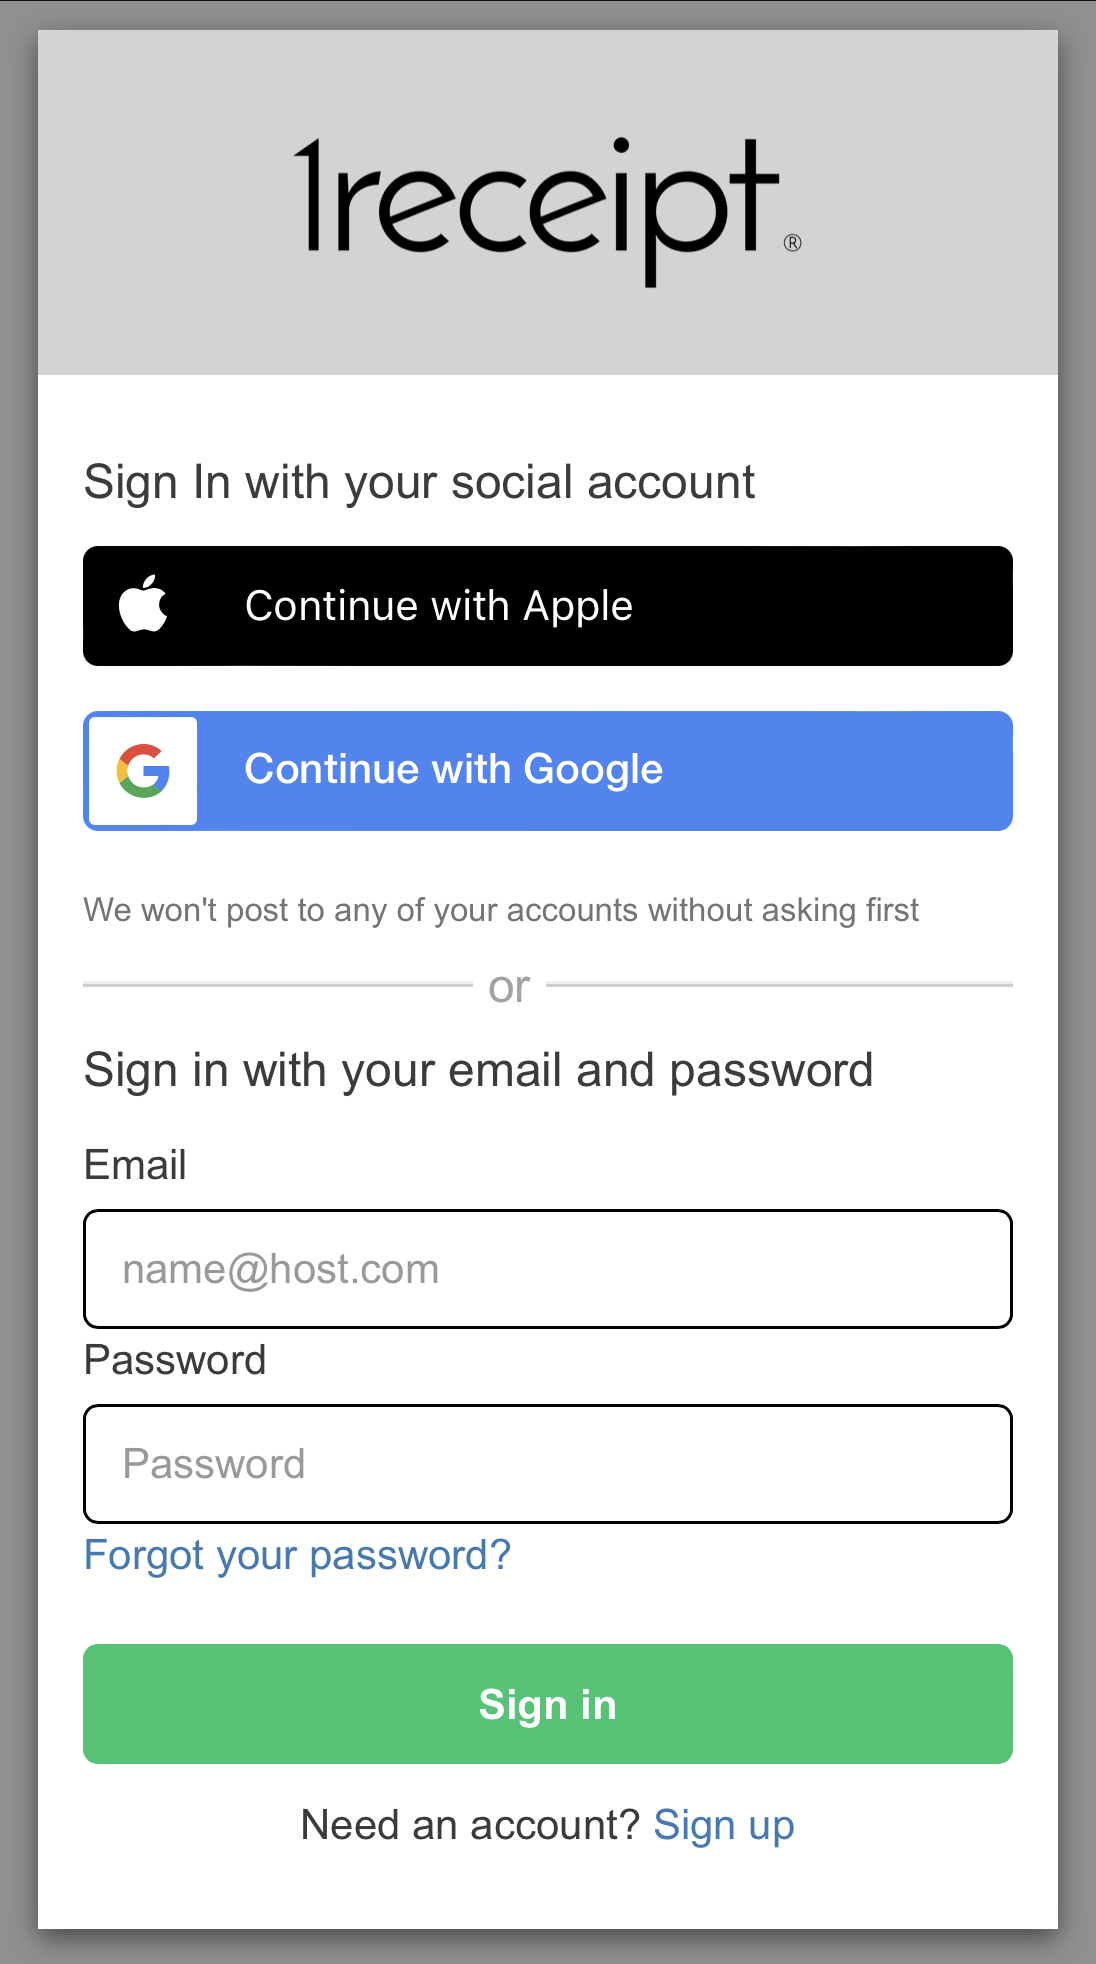 1receipt®
Sign In with your social account
Continue with Apple
Continue with Google
We won't post to any of your accounts without asking first
or
Sign in with your email and password
Email
name@host.com
Password
Password
Forgot your password?
Sign in
Need an account? Sign up